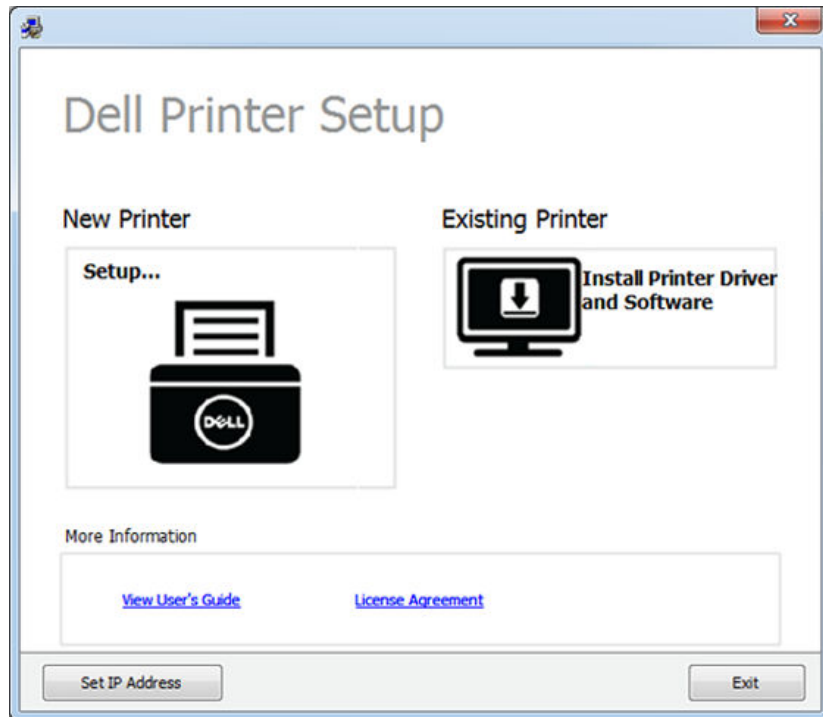 Dell Printer Setup
New Printer
Existing Printer
Setup...
DELL
Install Printer Driver
and Software
More Information
View User's Guide
License Agreement
Set IP Address
Exit